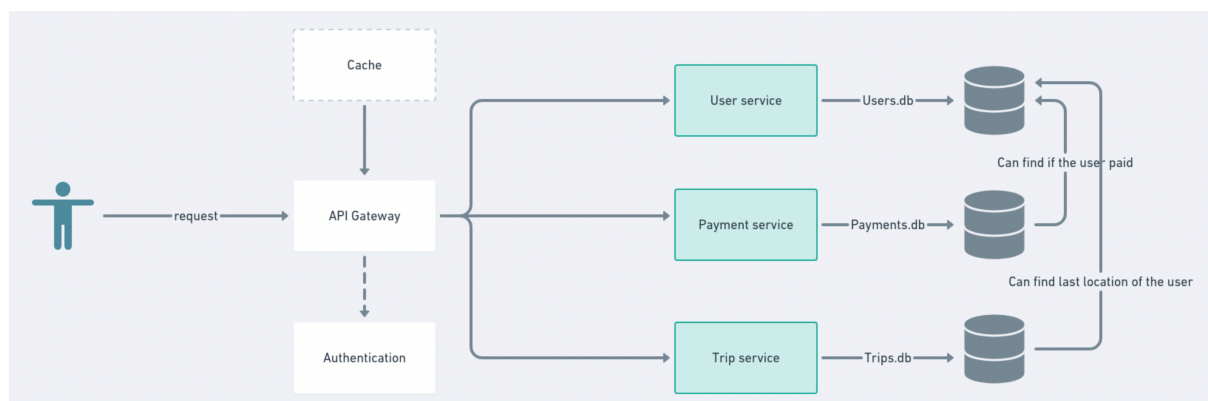 Cache
User service
Users.db
Can find if the user paid
request
API Gateway
Payment service
Payments.db
Can find last location of the user
Authentication
Trip service
Trips.db